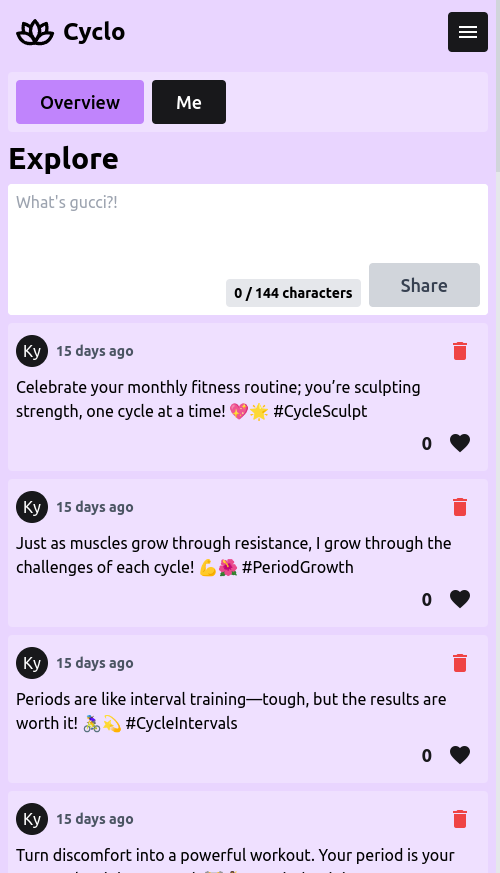 Cyclo
Overview
Me
Explore
What's gucci?!
0 / 144 characters
Share
Ky 15 days ago
Celebrate your monthly fitness routine; you’re sculpting
strength, one cycle at a time! 💖🌟 #CycleSculpt
0
Ky 15 days ago
Just as muscles grow through resistance, I grow through the
challenges of each cycle! 💪🌺 #PeriodGrowth
0
Ky 15 days ago
Periods are like interval training—tough, but the results are
worth it! 🚴‍♀️💫 #CycleIntervals
0
Ky 15 days ago
Turn discomfort into a powerful workout. Your period is your